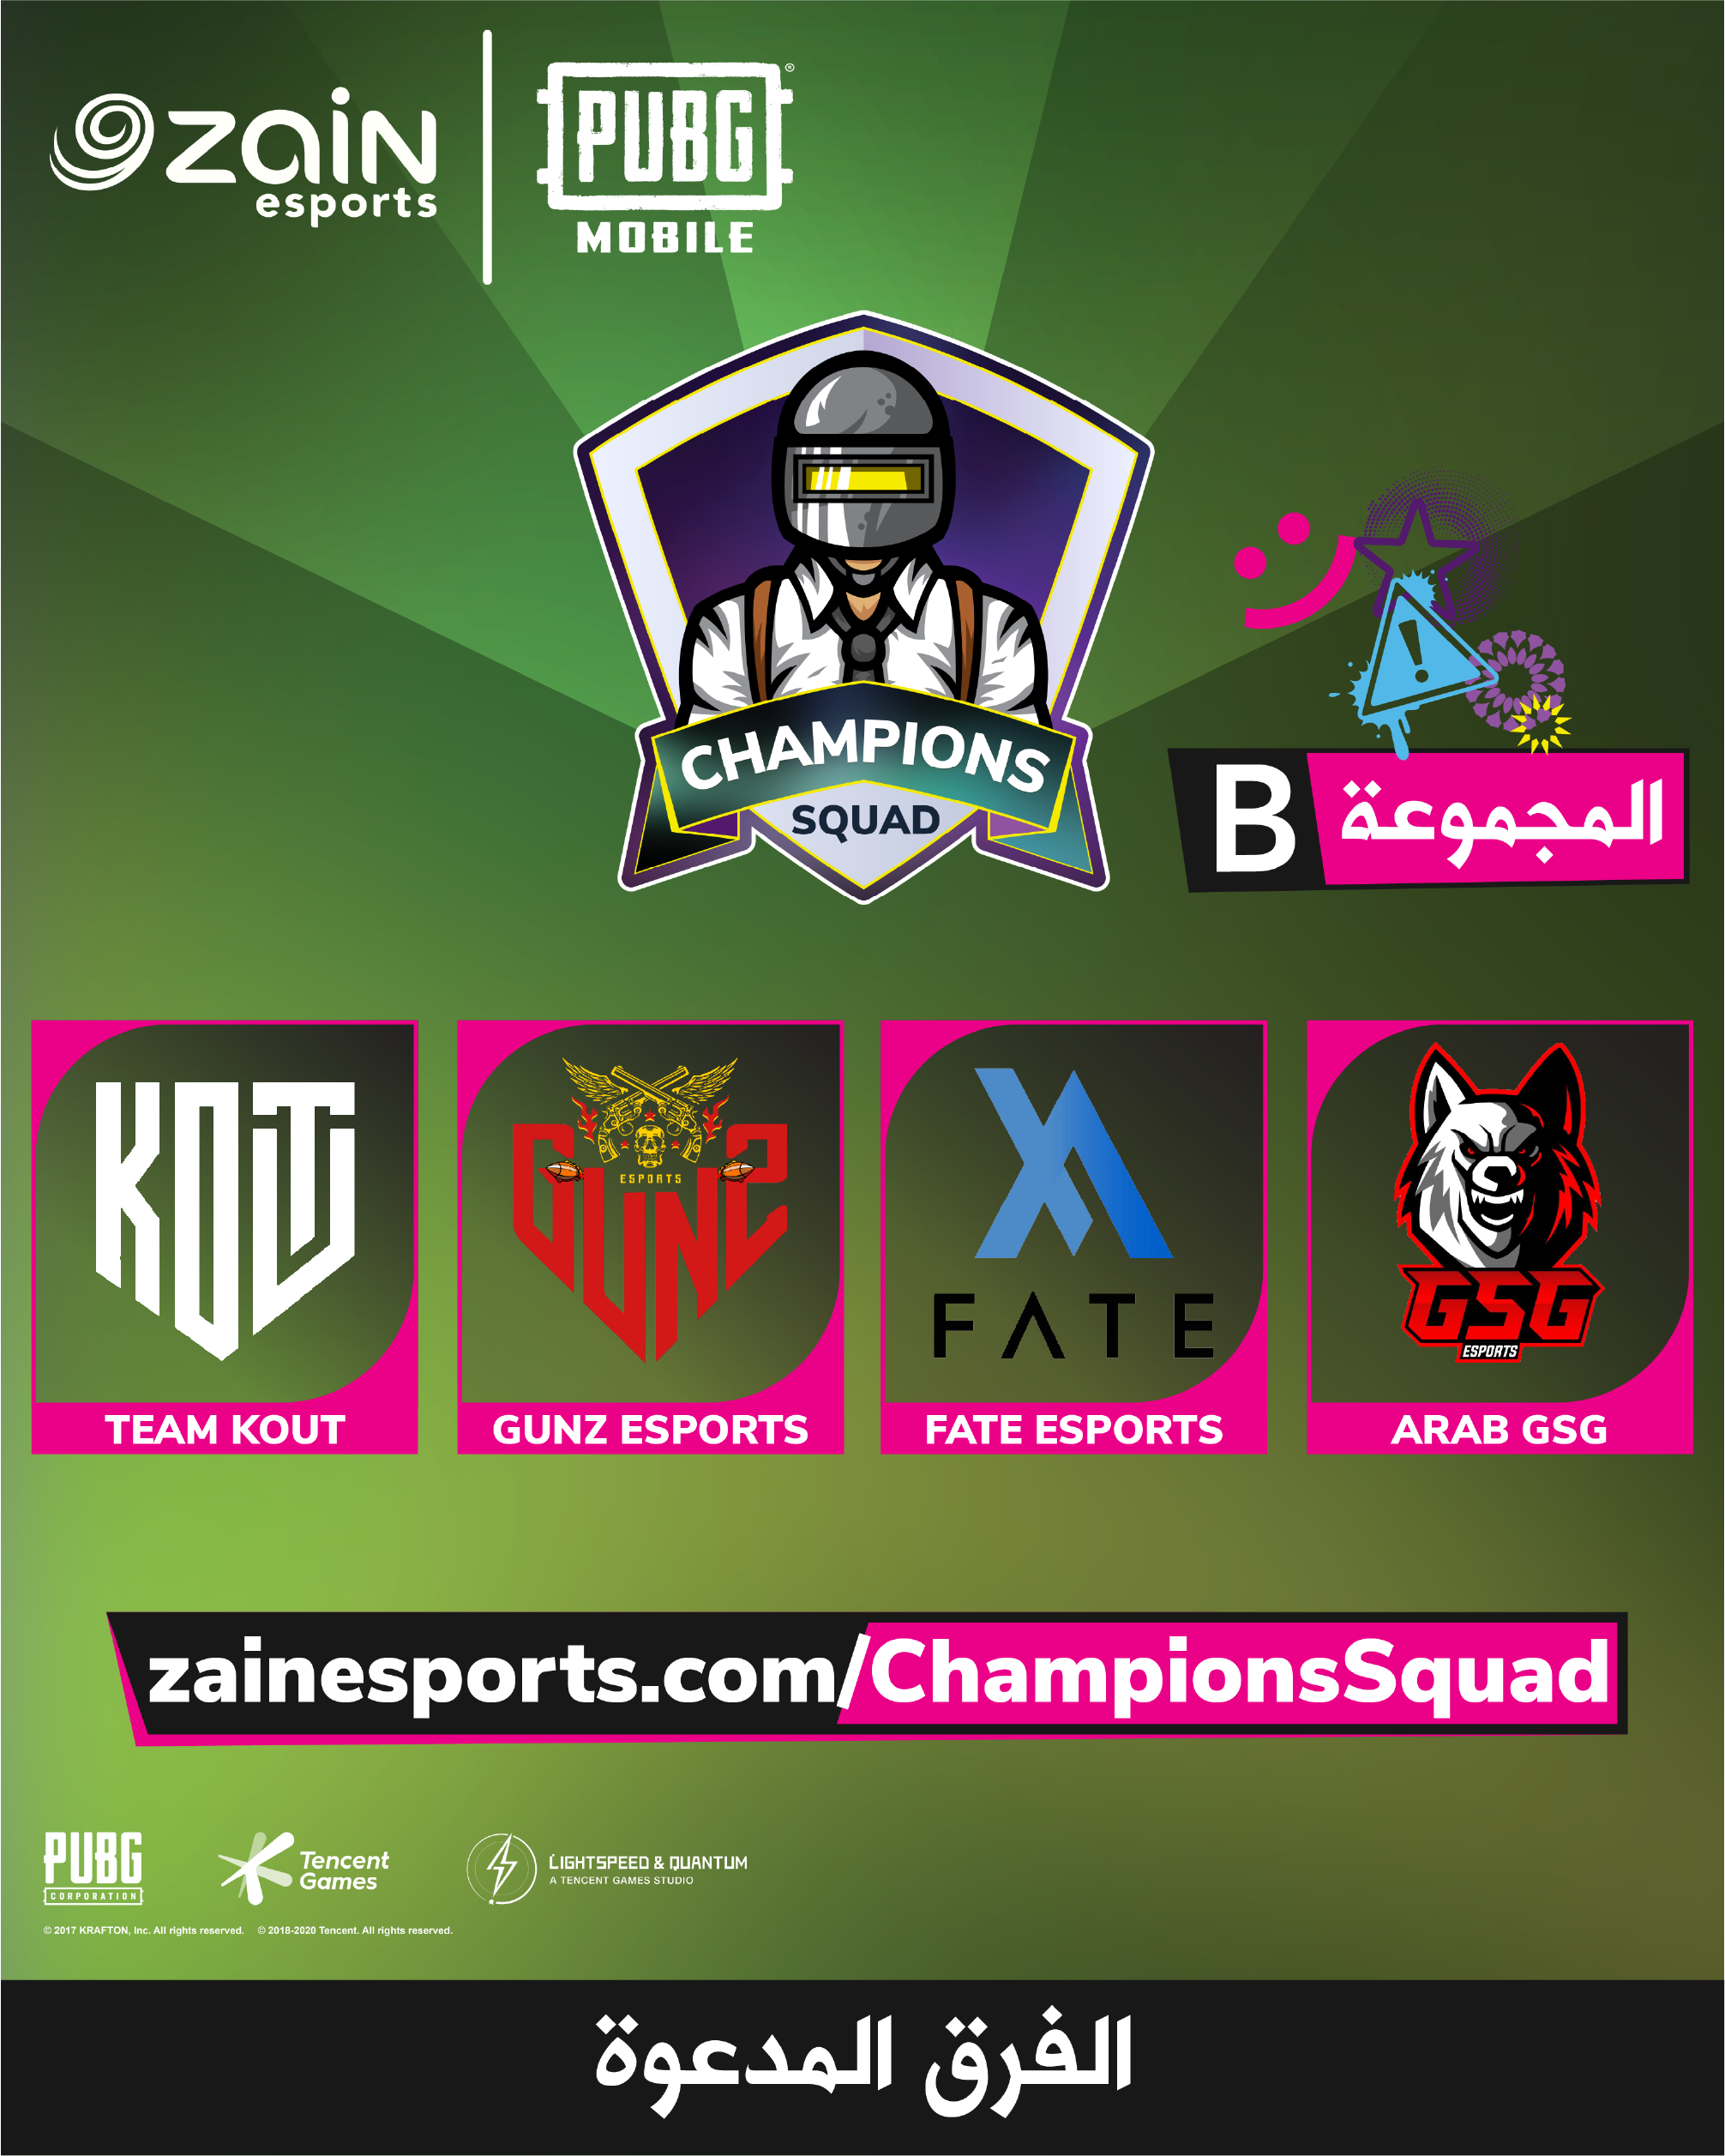 zain
esports
PUBG
MOBILE
CHAMPIONS
SQUAD
المجموعة B
KOUT
TEAM KOUT
ESPORTS
GUNZ
GUNZ ESPORTS
FATE
FATE ESPORTS
GSG
ESPORTS
ARAB GSG
zainesports.com/ChampionsSquad
PUBG
CORPORATION
Tencent
Games
LIGHTSPEED & QUANTUM
A TENCENT GAMES STUDIO
© 2017 KRAFTON, Inc. All rights reserved. © 2018-2020 Tencent. All rights reserved.
الفرق المدعوة